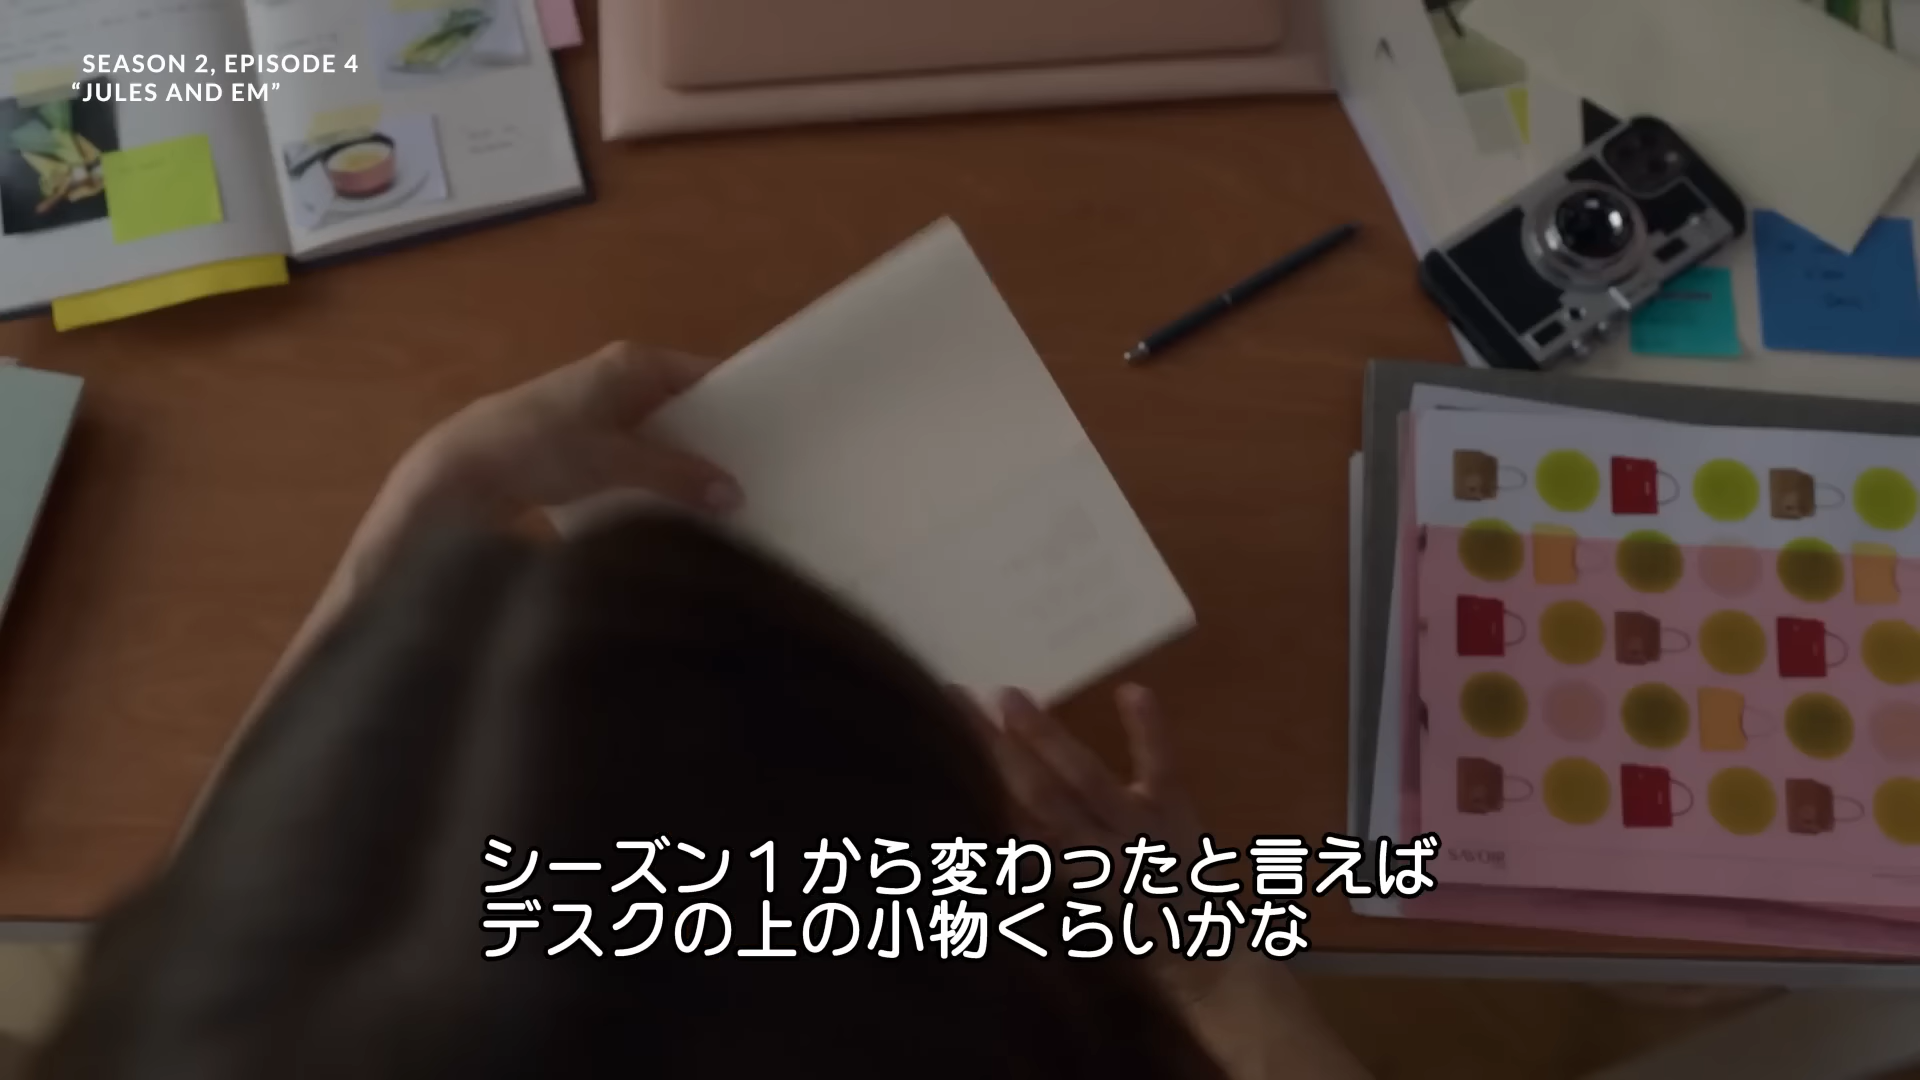 SEASON 2, EPISODE 4
“JULES AND EM”
SAVOIR
シーズン１から変わったと言えば
デスクの上の小物くらいかな